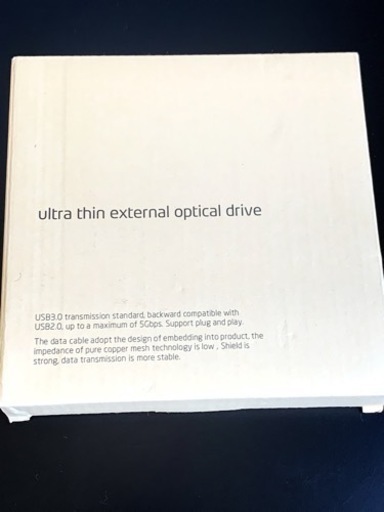 ultra thin external optical drive
USB3.0 transmission standard, backward compatible with
USB2.0, up to a maximum of 5Gbps. Support plug and play.
The data cable adopt the design of embedding into product, the
impedance of pure copper mesh technology is low , Shield is
strong, data transmission is more stable.